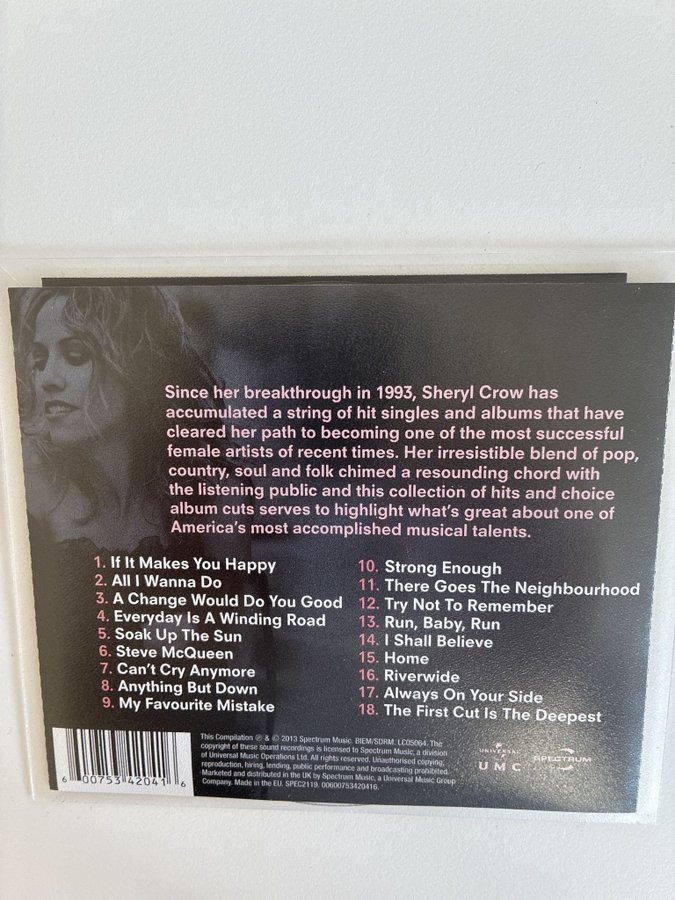 Since her breakthrough in 1993, Sheryl Crow has
accumulated a string of hit singles and albums that have
cleared her path to becoming one of the most successful
female artists of recent times. Her irresistible blend of pop,
country, soul and folk chimed a resounding chord with
the listening public and this collection of hits and choice
album cuts serves to highlight what's great about one of
America's most accomplished musical talents.
1. If It Makes You Happy
2. All I Wanna Do
3. A Change Would Do You Good
4. Everyday Is A Winding Road
5. Soak Up The Sun
6. Steve McQueen
7. Can't Cry Anymore
8. Anything But Down
9. My Favourite Mistake
10. Strong Enough
11. There Goes The Neighbourhood
12. Try Not To Remember
13. Run, Baby, Run
14. I Shall Believe
15. Home
16. Riverwide
17. Always On Your Side
18. The First Cut Is The Deepest
6 00753 42041 6
This Compilation ℗ & © 2013 Spectrum Music. BIEM/SDRM. LC05064. The
copyright of these sound recordings is licensed to Spectrum Music, a division
of Universal Music Operations Ltd. All rights reserved. Unauthorised copying,
reproduction, hiring, lending, public performance and broadcasting prohibited.
Marketed and distributed in the UK by Spectrum Music, a Universal Music Group
Company. Made in the EU. SPEC2119. 00600753420416.
UNIVERSAL
UMC
SPECTRUM